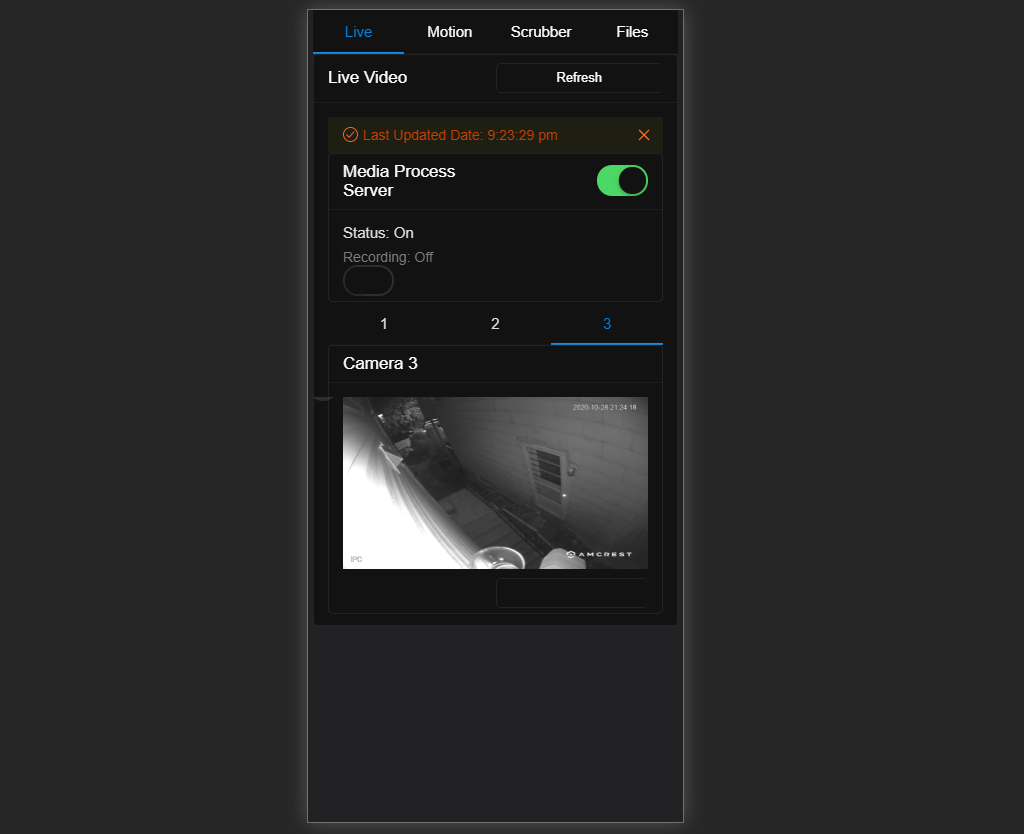 Live Motion Scrubber Files
Live Video Refresh
Last Updated Date: 9:23:29 pm
Media Process
Server
Status: On
Recording: Off
1 2 3
Camera 3
2020-10-28 21:24:18
IPC
AMCREST